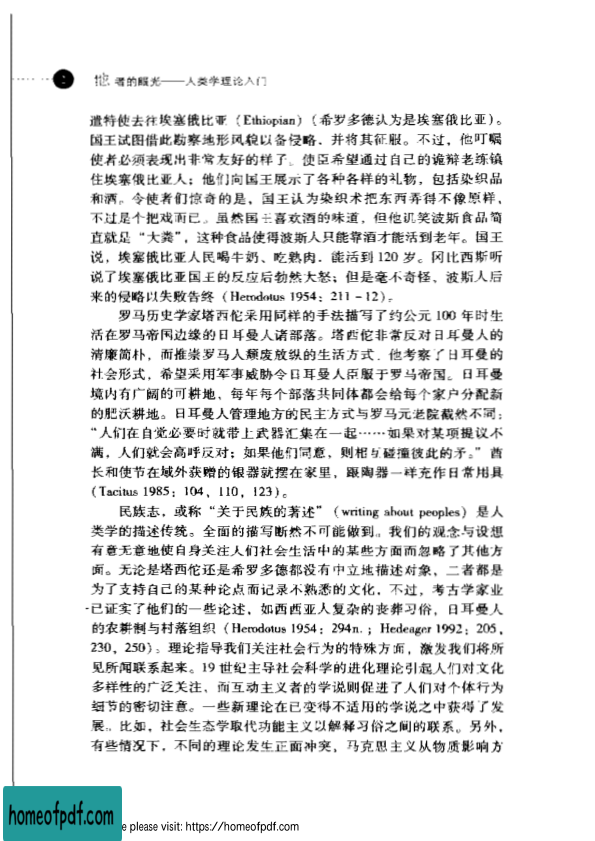 2 他者的眼光——人类学理论入门
遣特使去往埃塞俄比亚（Ethiopian）（希罗多德认为是埃塞俄比亚）。
国王试图借此勘察地形风貌以备侵略，并将其征服。不过，他叮嘱
使者必须表现出非常友好的样子。使臣希望通过自己的诡辩老练镇
住埃塞俄比亚人；他们向国王展示了各种各样的礼物，包括染织品
和酒。令使者们惊奇的是，国王认为染织术把东西弄得不像原样，
不过是个把戏而已。虽然国王喜欢酒的味道，但他讥笑波斯食品简
直就是“大粪”，这种食品使得波斯人只能靠酒才能活到老年。国王
说，埃塞俄比亚人民喝牛奶、吃熟肉，能活到 120 岁。冈比西斯听
说了埃塞俄比亚国王的反应后勃然大怒；但是毫不奇怪、波斯人后
来的侵略以失败告终（Herodotus 1954：211－12）。
罗马历史学家塔西佗采用同样的手法描写了约公元 100 年时生
活在罗马帝国边缘的日耳曼人诸部落。塔西佗非常反对日耳曼人的
清廉简朴，而推崇罗马人颓废放纵的生活方式．他考察了日耳曼的
社会形式，希望采用军事威胁令日耳曼人臣服于罗马帝国。日耳曼
境内有广阔的可耕地，每年每个部落共同体都会给每个家户分配新
的肥沃耕地。日耳曼人管理地方的民主方式与罗马元老院截然不同：
“人们在自觉必要时就带上武器汇集在一起……如果对某项提议不
满，人们就会高呼反对；如果他们同意，则相互碰撞彼此的矛。”酋
长和使节在域外获赠的银器就摆在家里，跟陶器一样充作日常用具
（Tacitus 1985：104，110，123）。
民族志，或称“关于民族的著述”（writing about peoples）是人
类学的描述传统。全面的描写断然不可能做到。我们的观念与设想
有意无意地使自身关注人们社会生活中的某些方面而忽略了其他方
面。无论是塔西佗还是希罗多德都没有中立地描述对象，二者都是
为了支持自己的某种论点而记录不熟悉的文化，不过，考古学家业
已证实了他们的一些论述，如西西亚人复杂的丧葬习俗，日耳曼人
的农耕制与村落组织（Herodotus 1954：294n.；Hedeager 1992：205，
230，250）。理论指导我们关注社会行为的特殊方面，激发我们将所
见所闻联系起来。19 世纪主导社会科学的进化理论引起人们对文化
多样性的广泛关注，而互动主义者的学说则促进了人们对个体行为
细节的密切注意。一些新理论在已变得不适用的学说之中获得了发
展。比如，社会生态学取代功能主义以解释习俗之间的联系。另外，
有些情况下，不同的理论发生正面冲突，马克思主义从物质影响方
homeofpdf.com
e please visit: https://homeofpdf.com